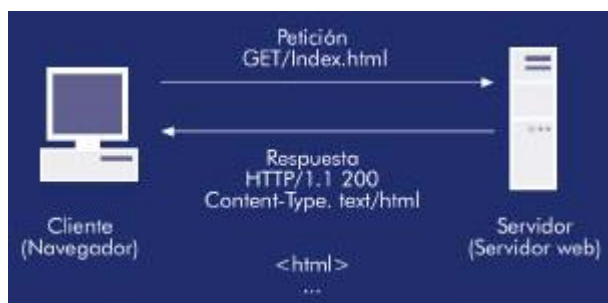 Petición
GET/Index.html
Respuesta
HTTP/1.1 200
Content-Type. text/html
Cliente
(Navegador)
Servidor
(Servidor web)
<html>
...